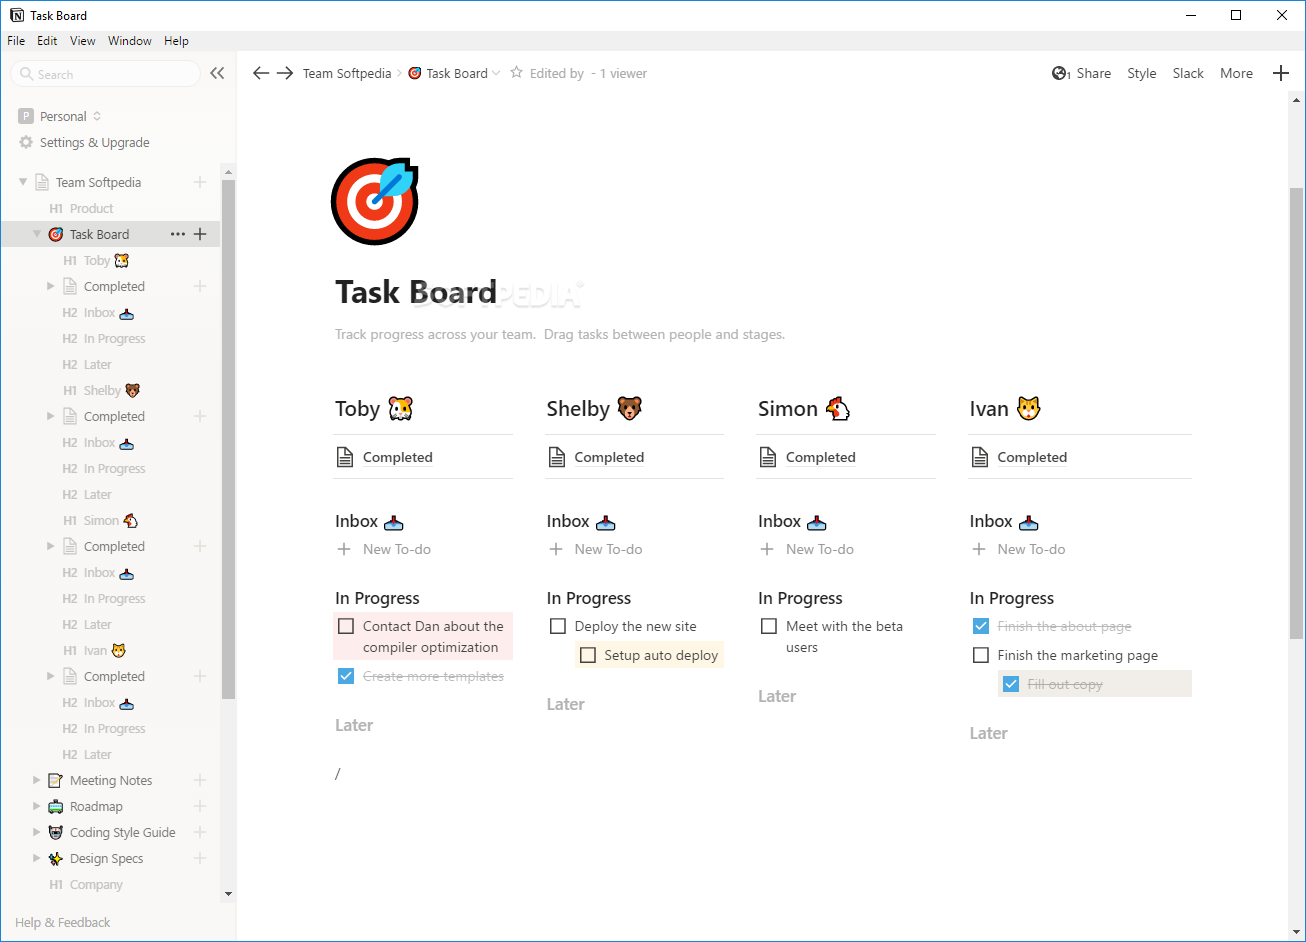 Task Board
File Edit View Window Help
Search
Personal
Settings & Upgrade
Team Softpedia
H1 Product
Task Board
H1 Toby
Completed
H2 Inbox
H2 In Progress
H2 Later
H1 Shelby
Completed
H2 Inbox
H2 In Progress
H2 Later
H1 Simon
Completed
H2 Inbox
H2 In Progress
H2 Later
H1 Ivan
Completed
H2 Inbox
H2 In Progress
H2 Later
Meeting Notes
Roadmap
Coding Style Guide
Design Specs
H1 Company
Help & Feedback
Team Softpedia › Task Board Edited by - 1 viewer
1 Share Style Slack More
Task Board
SOFTPEDIA®
Track progress across your team. Drag tasks between people and stages.
Toby
Completed
Inbox
New To-do
In Progress
Contact Dan about the
compiler optimization
Create more templates
Later
/
Shelby
Completed
Inbox
New To-do
In Progress
Deploy the new site
Setup auto deploy
Later
Simon
Completed
Inbox
New To-do
In Progress
Meet with the beta
users
Later
Ivan
Completed
Inbox
New To-do
In Progress
Finish the about page
Finish the marketing page
Fill out copy
Later